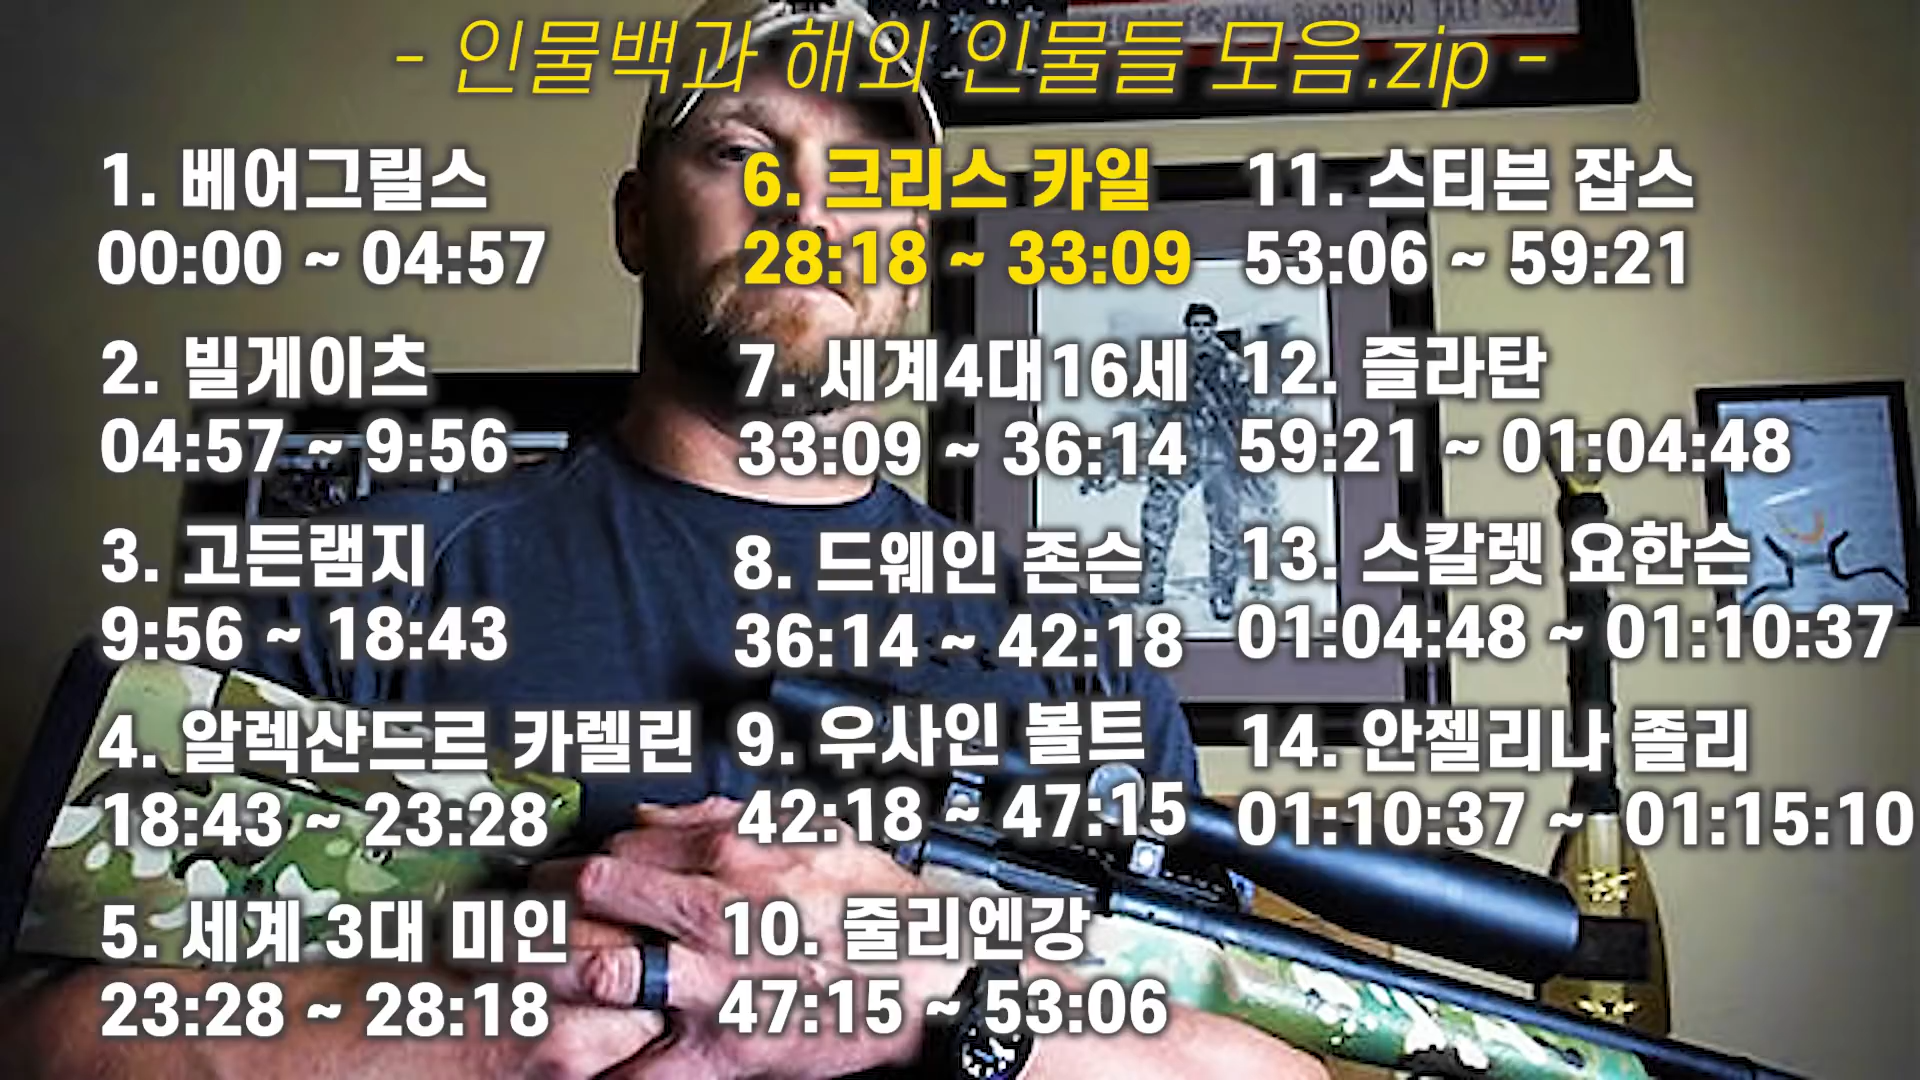 - 인물백과 해외 인물들 모음.zip -
1. 베어그릴스
00:00 ~ 04:57
2. 빌게이츠
04:57 ~ 9:56
3. 고든램지
9:56 ~ 18:43
4. 알렉산드르 카렐린
18:43 ~ 23:28
5. 세계 3대 미인
23:28 ~ 28:18
6. 크리스 카일
28:18 ~ 33:09
7. 세계4대16세
33:09 ~ 36:14
8. 드웨인 존슨
36:14 ~ 42:18
9. 우사인 볼트
42:18 ~ 47:15
10. 줄리엔강
47:15 ~ 53:06
11. 스티븐 잡스
53:06 ~ 59:21
12. 즐라탄
59:21 ~ 01:04:48
13. 스칼렛 요한슨
01:04:48 ~ 01:10:37
14. 안젤리나 졸리
01:10:37 ~ 01:15:10